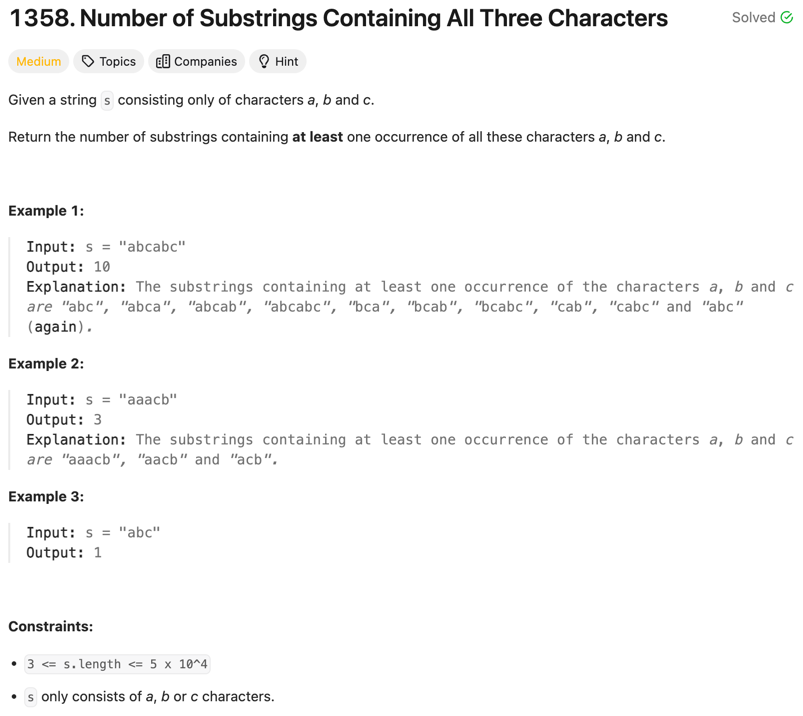 1358. Number of Substrings Containing All Three Characters
Solved
Medium Topics Companies Hint
Given a string s consisting only of characters a, b and c.
Return the number of substrings containing at least one occurrence of all these characters a, b and c.
Example 1:
Input: s = "abcabc"
Output: 10
Explanation: The substrings containing at least one occurrence of the characters a, b and c
are "abc", "abca", "abcab", "abcabc", "bca", "bcab", "bcabc", "cab", "cabc" and "abc"
(again).
Example 2:
Input: s = "aaacb"
Output: 3
Explanation: The substrings containing at least one occurrence of the characters a, b and c
are "aaacb", "aacb" and "acb".
Example 3:
Input: s = "abc"
Output: 1
Constraints:
• 3 <= s.length <= 5 x 10^4
• s only consists of a, b or c characters.